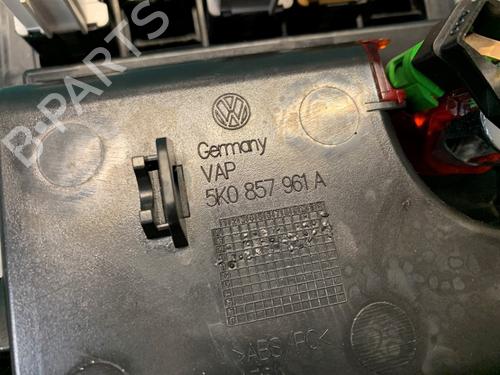 B-PARTS
Germany
VAP
5K0 857 961 A
>ABS/PC<